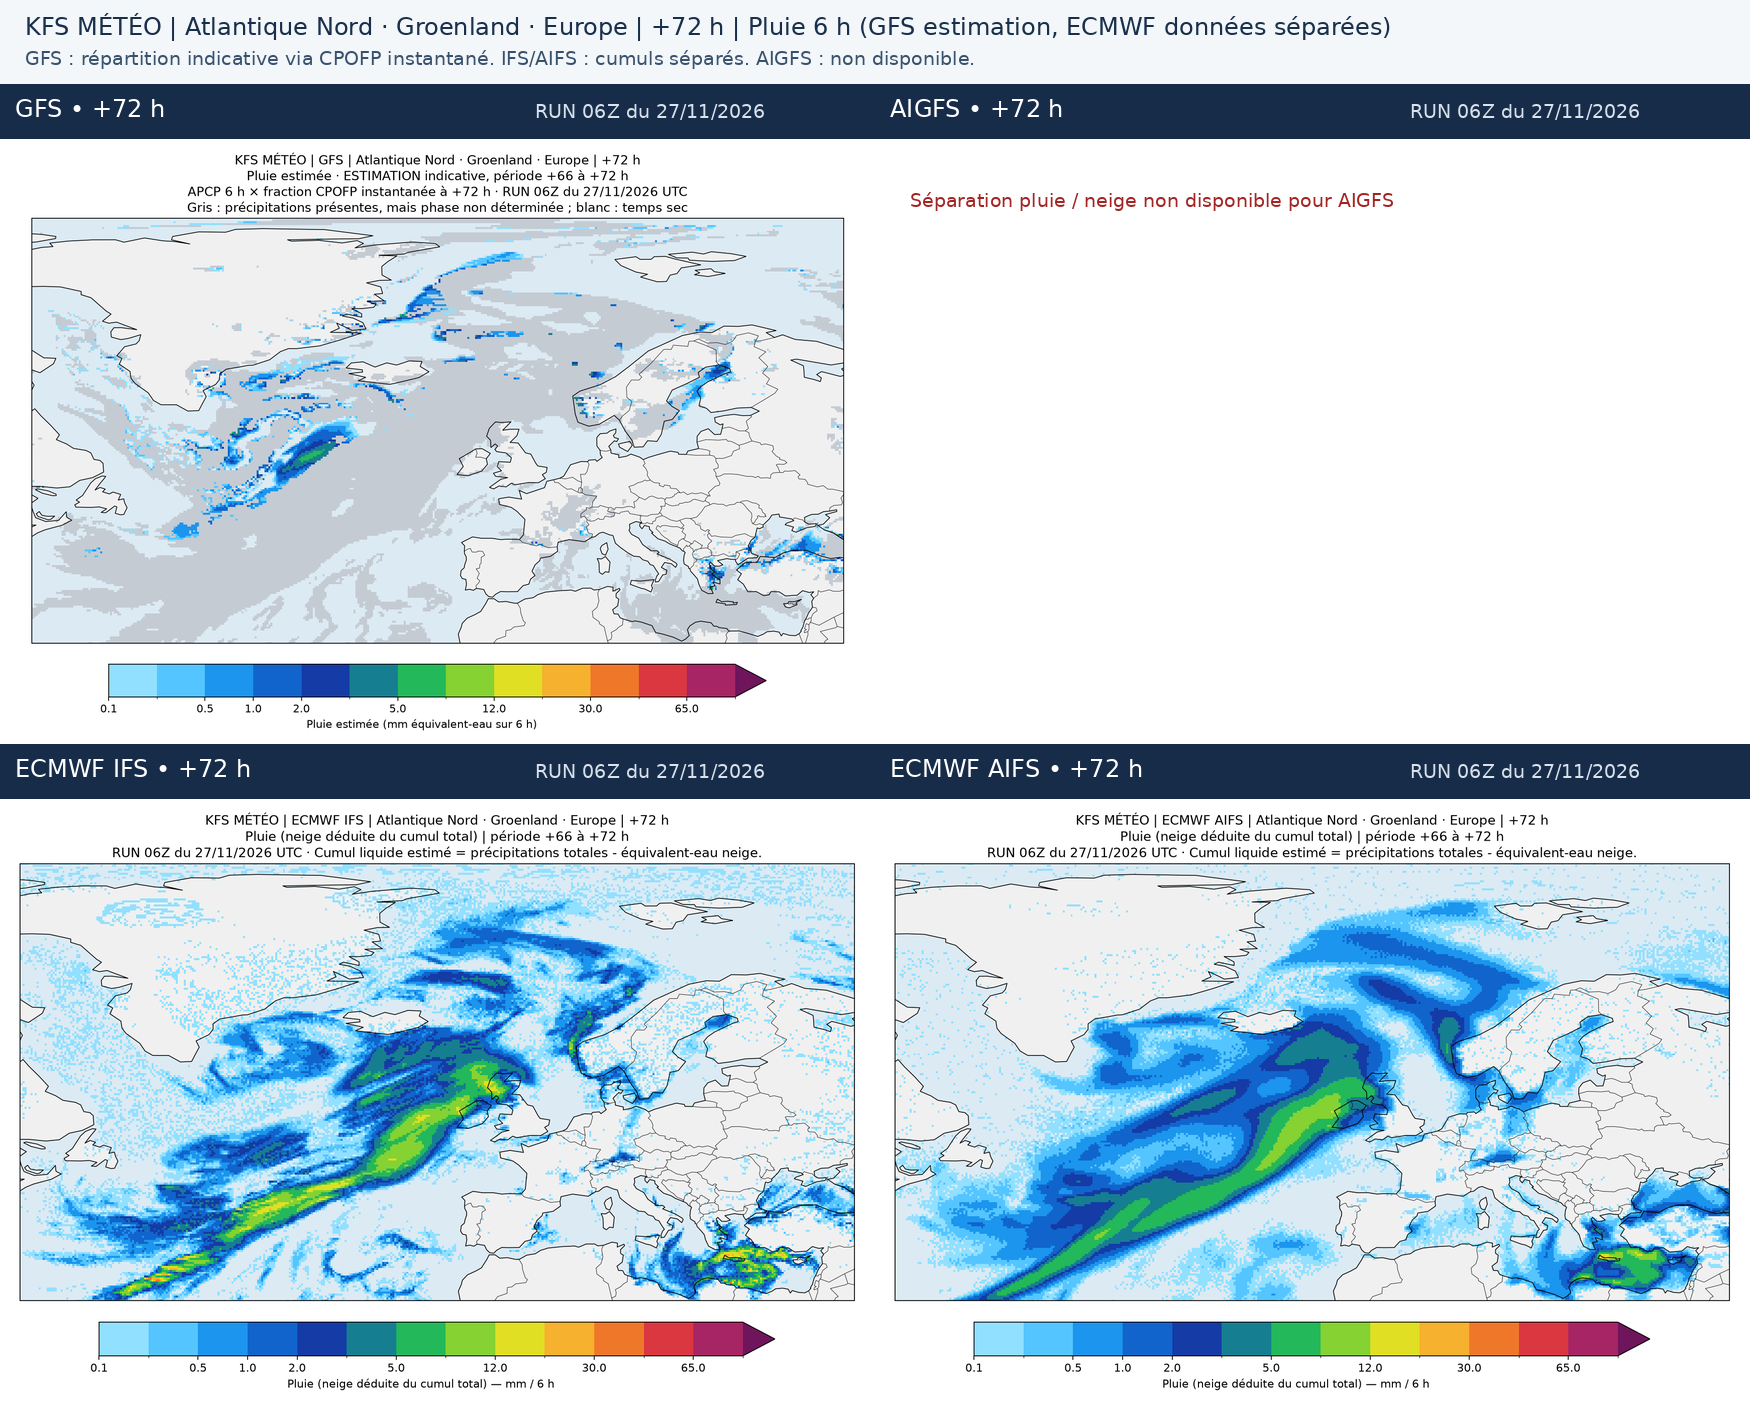 KFS MÉTÉO | Atlantique Nord · Groenland · Europe | +72 h | Pluie 6 h (GFS estimation, ECMWF données séparées)
GFS : répartition indicative via CPOFP instantané. IFS/AIFS : cumuls séparés. AIGFS : non disponible.
GFS • +72 h RUN 06Z du 27/11/2026
KFS MÉTÉO | GFS | Atlantique Nord · Groenland · Europe | +72 h
Pluie estimée · ESTIMATION indicative, période +66 à +72 h
APCP 6 h × fraction CPOFP instantanée à +72 h · RUN 06Z du 27/11/2026 UTC
Gris : précipitations présentes, mais phase non déterminée ; blanc : temps sec
0.1 0.5 1.0 2.0 5.0 12.0 30.0 65.0
Pluie estimée (mm équivalent-eau sur 6 h)
AIGFS • +72 h RUN 06Z du 27/11/2026
Séparation pluie / neige non disponible pour AIGFS
ECMWF IFS • +72 h RUN 06Z du 27/11/2026
KFS MÉTÉO | ECMWF IFS | Atlantique Nord · Groenland · Europe | +72 h
Pluie (neige déduite du cumul total) | période +66 à +72 h
RUN 06Z du 27/11/2026 UTC · Cumul liquide estimé = précipitations totales - équivalent-eau neige.
0.1 0.5 1.0 2.0 5.0 12.0 30.0 65.0
Pluie (neige déduite du cumul total) — mm / 6 h
ECMWF AIFS • +72 h RUN 06Z du 27/11/2026
KFS MÉTÉO | ECMWF AIFS | Atlantique Nord · Groenland · Europe | +72 h
Pluie (neige déduite du cumul total) | période +66 à +72 h
RUN 06Z du 27/11/2026 UTC · Cumul liquide estimé = précipitations totales - équivalent-eau neige.
0.1 0.5 1.0 2.0 5.0 12.0 30.0 65.0
Pluie (neige déduite du cumul total) — mm / 6 h